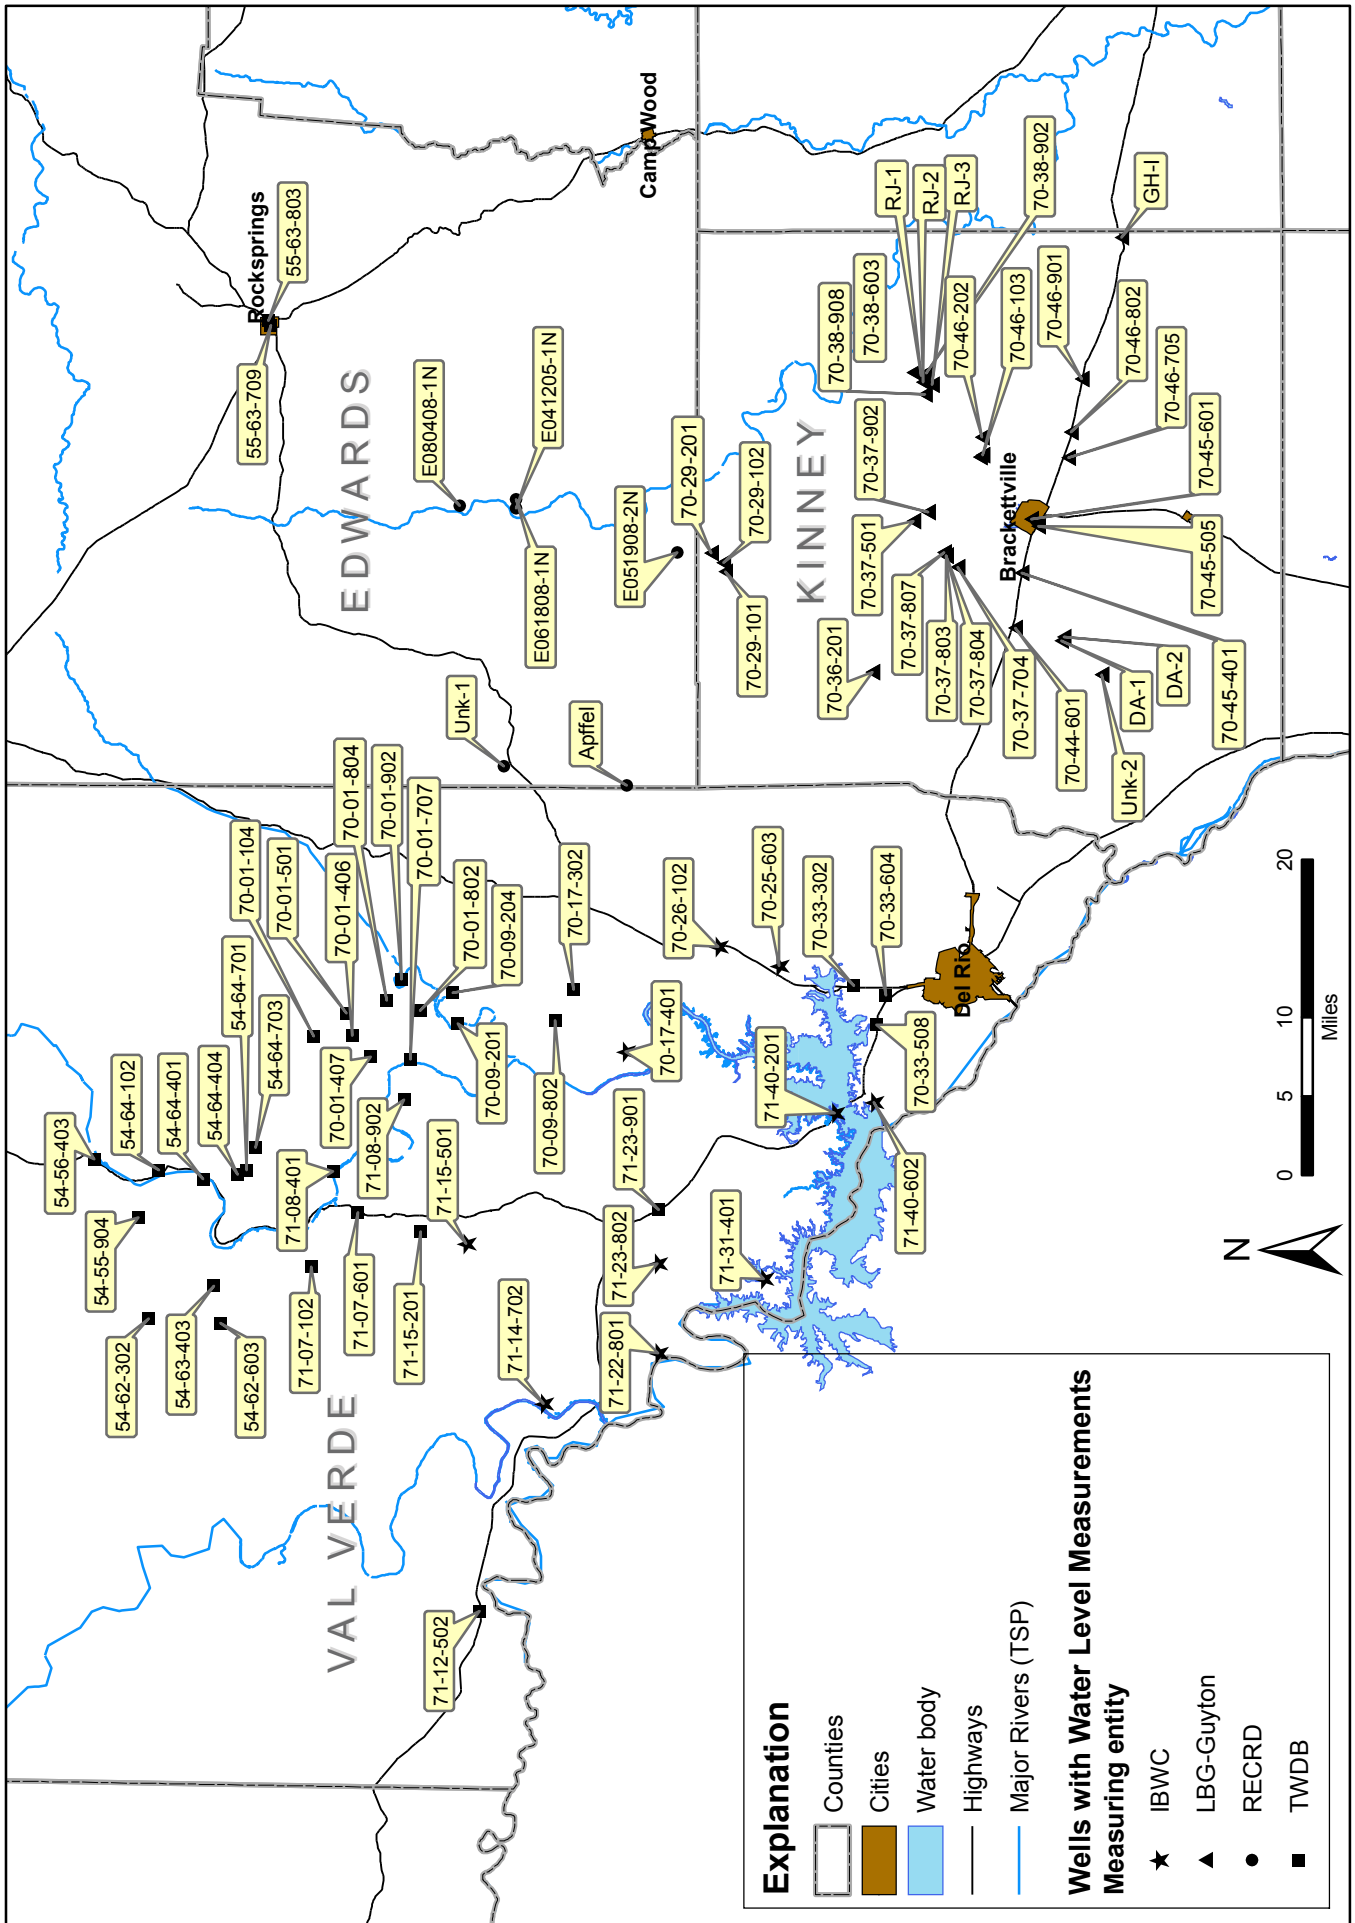 VAL VERDE
EDWARDS
KINNEY
Rocksprings
Camp Wood
Brackettville
Del Rio
54-56-403
54-64-102
54-64-401
54-64-404
54-64-701
54-64-703
54-55-904
54-62-302
54-63-403
54-62-603
70-01-104
70-01-501
70-01-406
70-01-804
70-01-902
70-01-707
70-01-802
70-09-204
70-17-302
70-01-407
71-08-401
71-08-902
71-07-102
71-07-601
71-15-201
71-15-501
71-14-702
71-12-502
70-09-201
70-09-802
70-17-401
71-23-901
71-23-802
71-22-801
71-31-401
71-40-201
71-40-602
70-33-508
70-26-102
70-25-603
70-33-302
70-33-604
Unk-1
Apffel
55-63-709
55-63-803
E080408-1N
E041205-1N
E061808-1N
E051908-2N
70-29-201
70-29-102
70-29-101
70-36-201
70-37-501
70-37-902
70-37-807
70-37-803
70-37-804
70-37-704
70-44-601
Unk-2
DA-1
DA-2
70-45-401
70-45-505
70-45-601
70-46-705
70-46-802
70-46-901
70-46-103
70-46-202
70-38-908
70-38-603
RJ-1
RJ-2
RJ-3
70-38-902
GH-I
Explanation
Counties
Cities
Water body
Highways
Major Rivers (TSP)
Wells with Water Level Measurements
Measuring entity
IBWC
LBG-Guyton
RECRD
TWDB
N
0 5 10 20
Miles